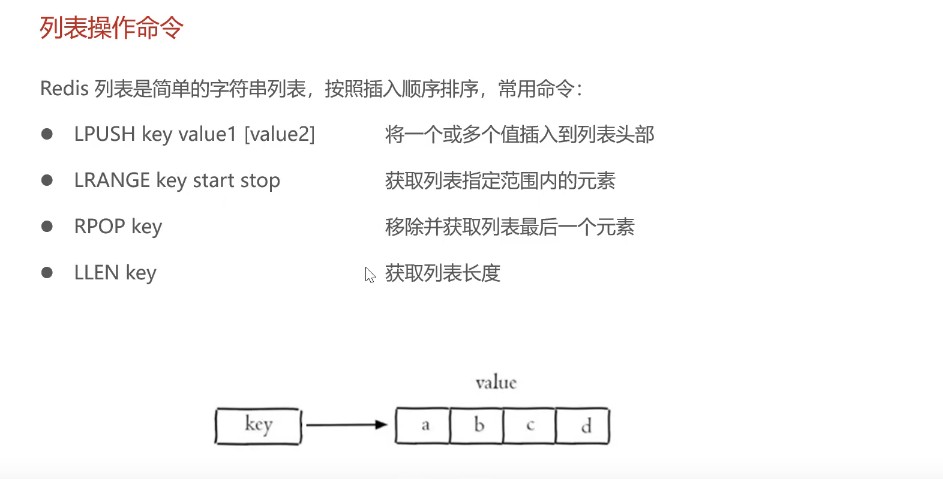 列表操作命令
Redis 列表是简单的字符串列表，按照插入顺序排序，常用命令：
● LPUSH key value1 [value2] 将一个或多个值插入到列表头部
● LRANGE key start stop 获取列表指定范围内的元素
● RPOP key 移除并获取列表最后一个元素
● LLEN key 获取列表长度
value
key a b c d